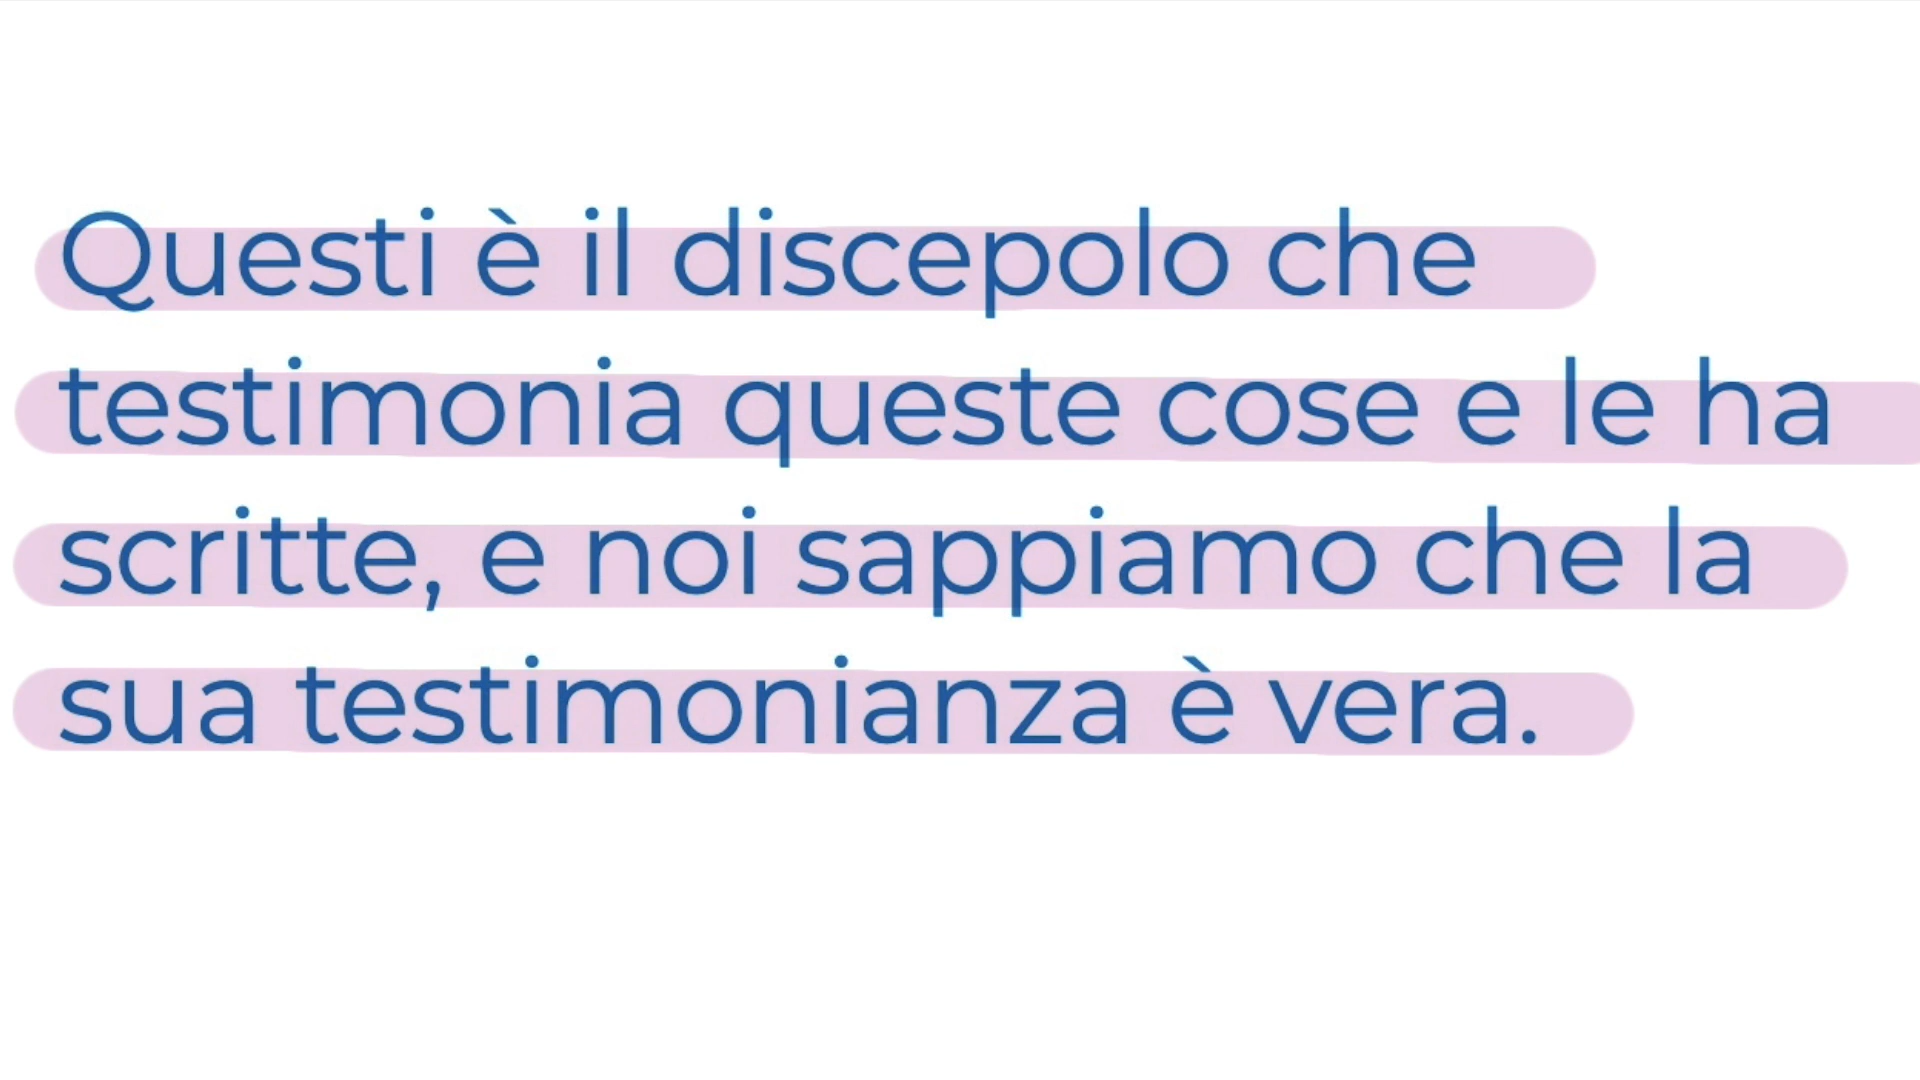 Questi è il discepolo che
testimonia queste cose e le ha
scritte, e noi sappiamo che la
sua testimonianza è vera.